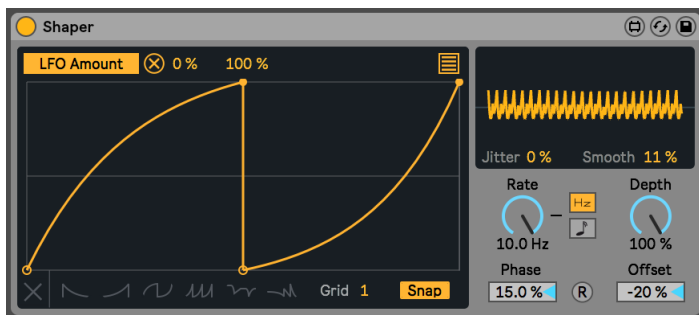 Shaper
LFO Amount 0 % 100 %
Jitter 0 % Smooth 11 %
Rate Depth
Hz
10.0 Hz 100 %
Phase Offset
15.0 % R -20 %
Grid 1 Snap